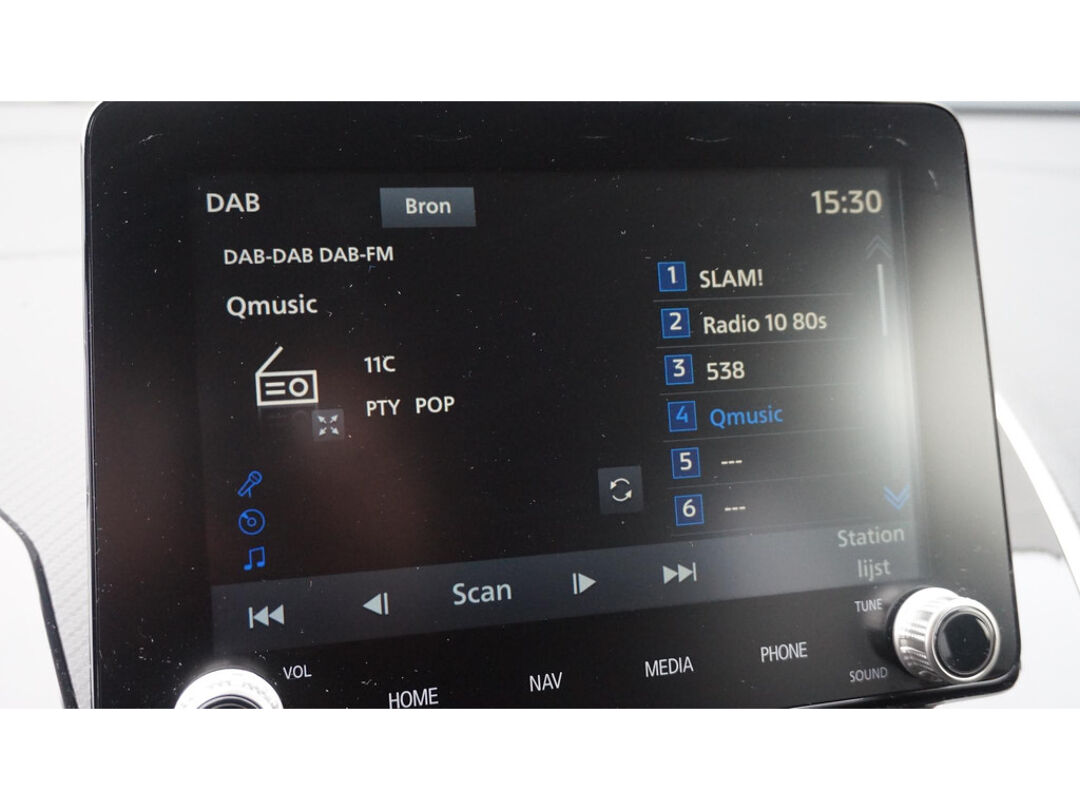 DAB
Bron
15:30
DAB-DAB DAB-FM
Qmusic
11C
PTY POP
1 SLAM!
2 Radio 10 80s
3 538
4 Qmusic
5 ---
6 ---
Scan
Station
lijst
VOL
HOME
NAV
MEDIA
PHONE
TUNE
SOUND